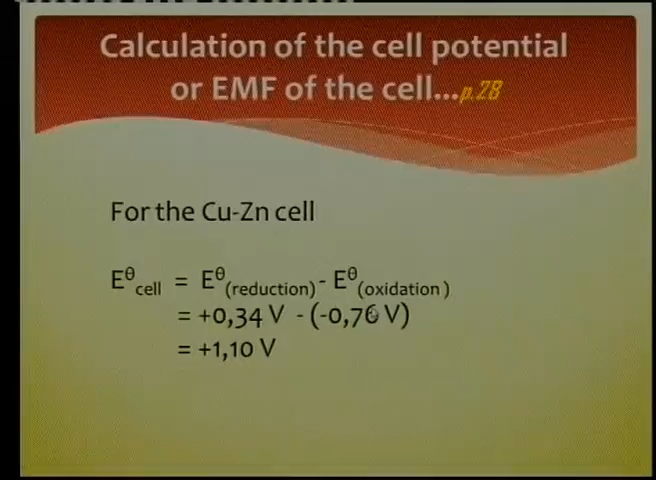 Calculation of the cell potential
or EMF of the cell...p.28
For the Cu-Zn cell
Eᶿcell = Eᶿ(reduction) - Eᶿ(oxidation)
= +0,34 V - (-0,76 V)
= +1,10 V